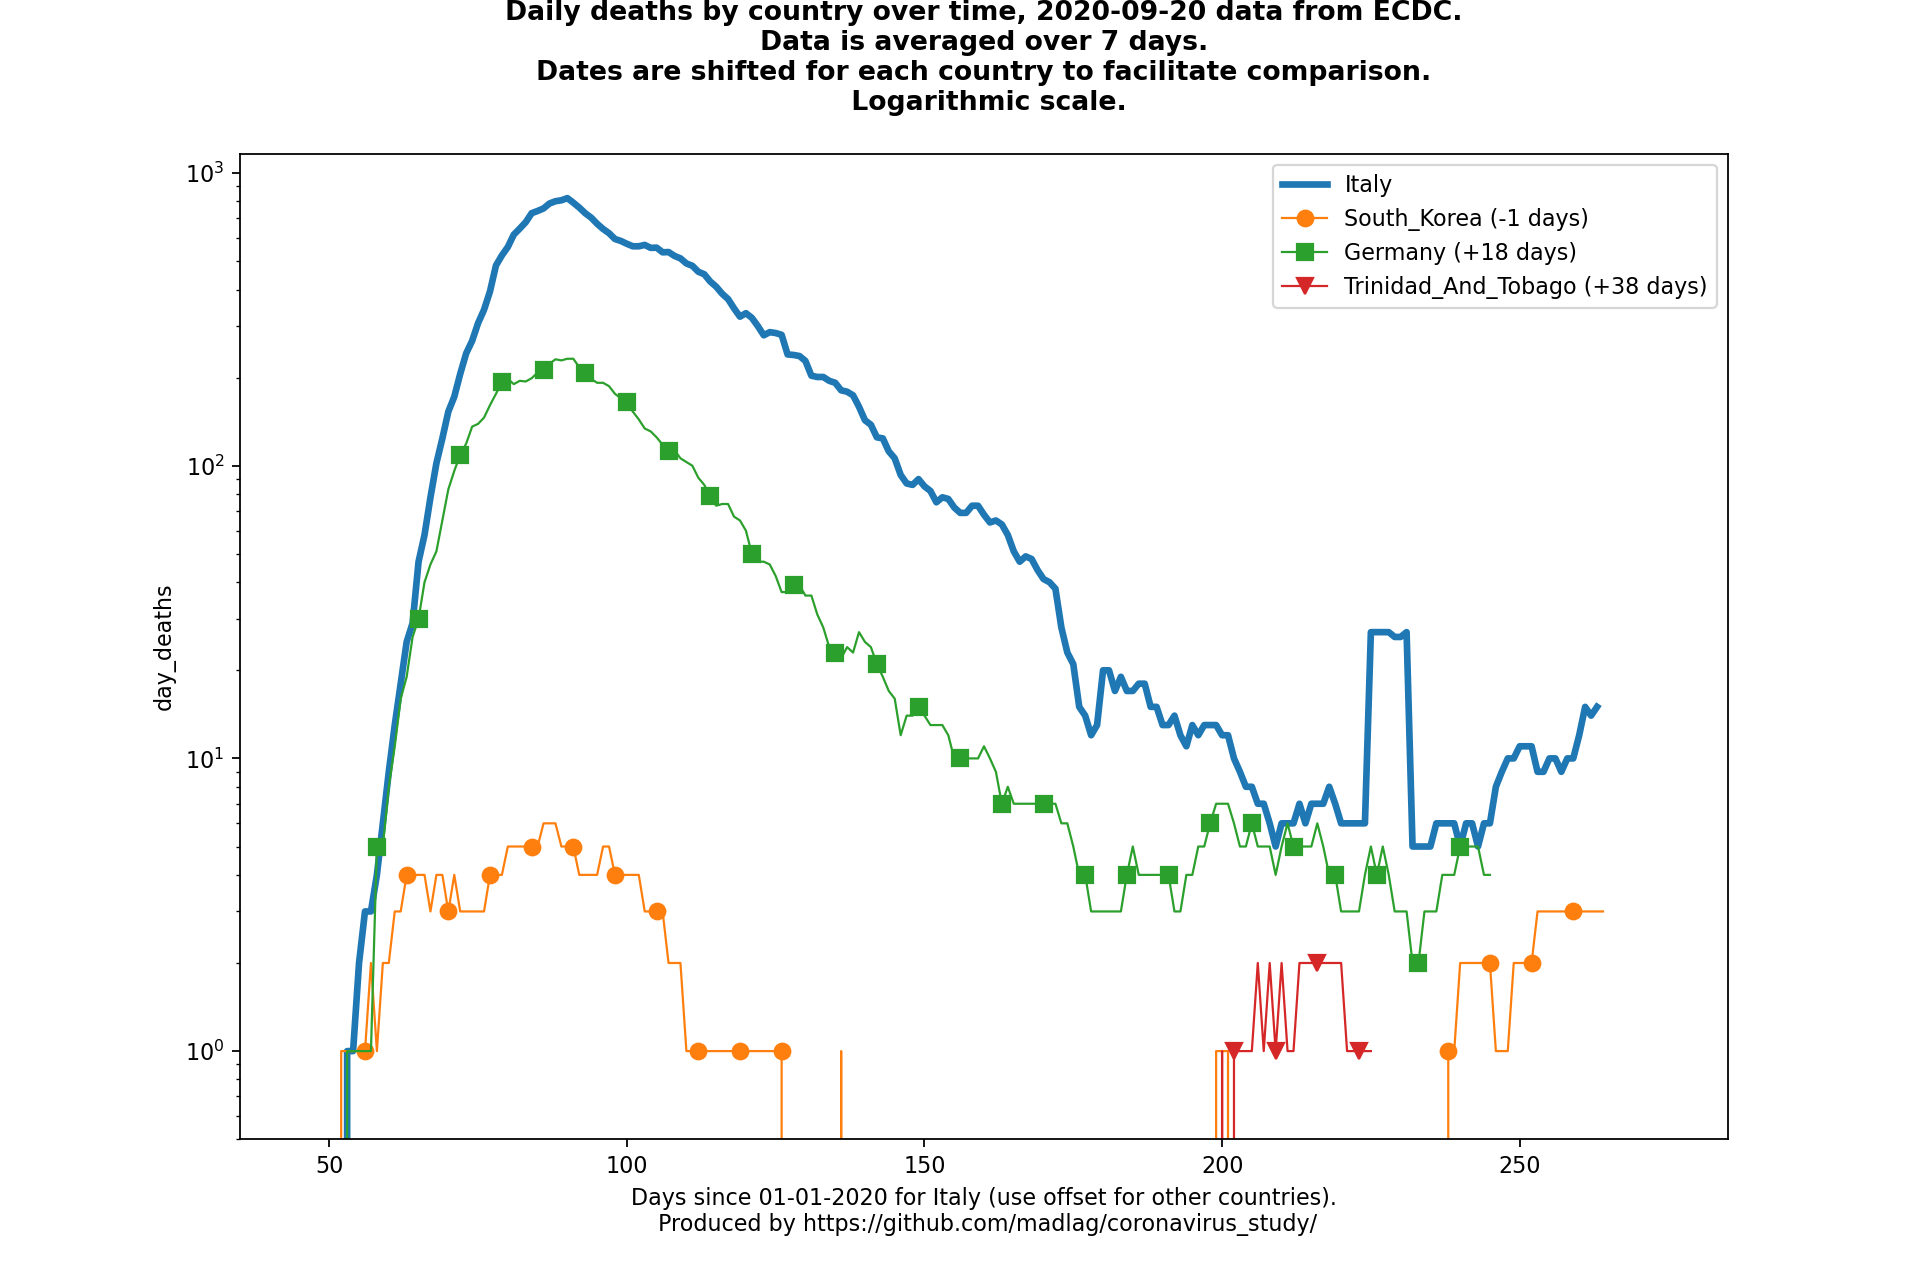 Daily deaths by country over time, 2020-09-20 data from ECDC.
Data is averaged over 7 days.
Dates are shifted for each country to facilitate comparison.
Logarithmic scale.
10³
Italy
South_Korea (-1 days)
Germany (+18 days)
Trinidad_And_Tobago (+38 days)
10²
day_deaths
10¹
10⁰
50 100 150 200 250
Days since 01-01-2020 for Italy (use offset for other countries).
Produced by https://github.com/madlag/coronavirus_study/